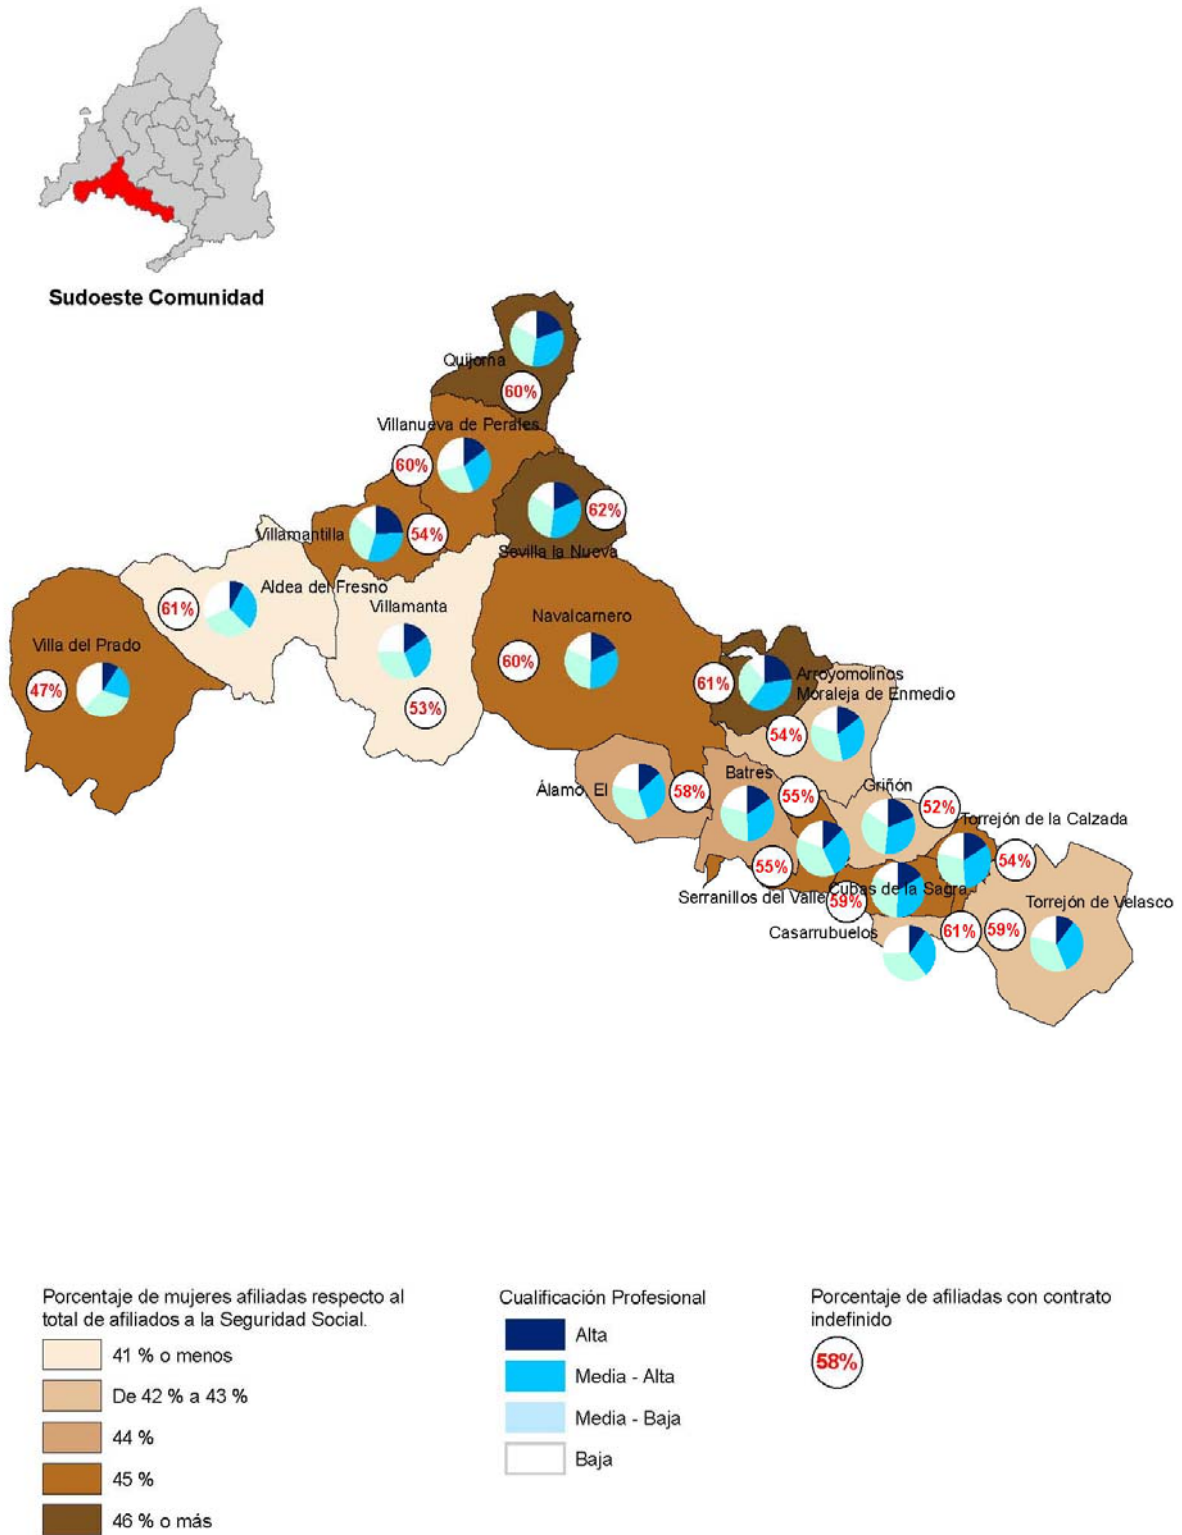 Sudoeste Comunidad
Quijorna
60%
Villanueva de Perales
60%
62%
Villamantilla
54%
Sevilla la Nueva
Aldea del Fresno
61%
Villamanta
Navalcarnero
Villa del Prado
60%
47%
53%
61%
Arroyomolinos
Moraleja de Enmedio
54%
Batres
Griñón
Álamo, El
58%
55%
52%
Torrejón de la Calzada
54%
55%
Serranillos del Valle
59%
Cubas de la Sagra
Torrejón de Velasco
Casarrubuelos
61%
59%
Porcentaje de mujeres afiliadas respecto al
total de afiliados a la Seguridad Social.
41 % o menos
De 42 % a 43 %
44 %
45 %
46 % o más
Cualificación Profesional
Alta
Media - Alta
Media - Baja
Baja
Porcentaje de afiliadas con contrato
indefinido
58%